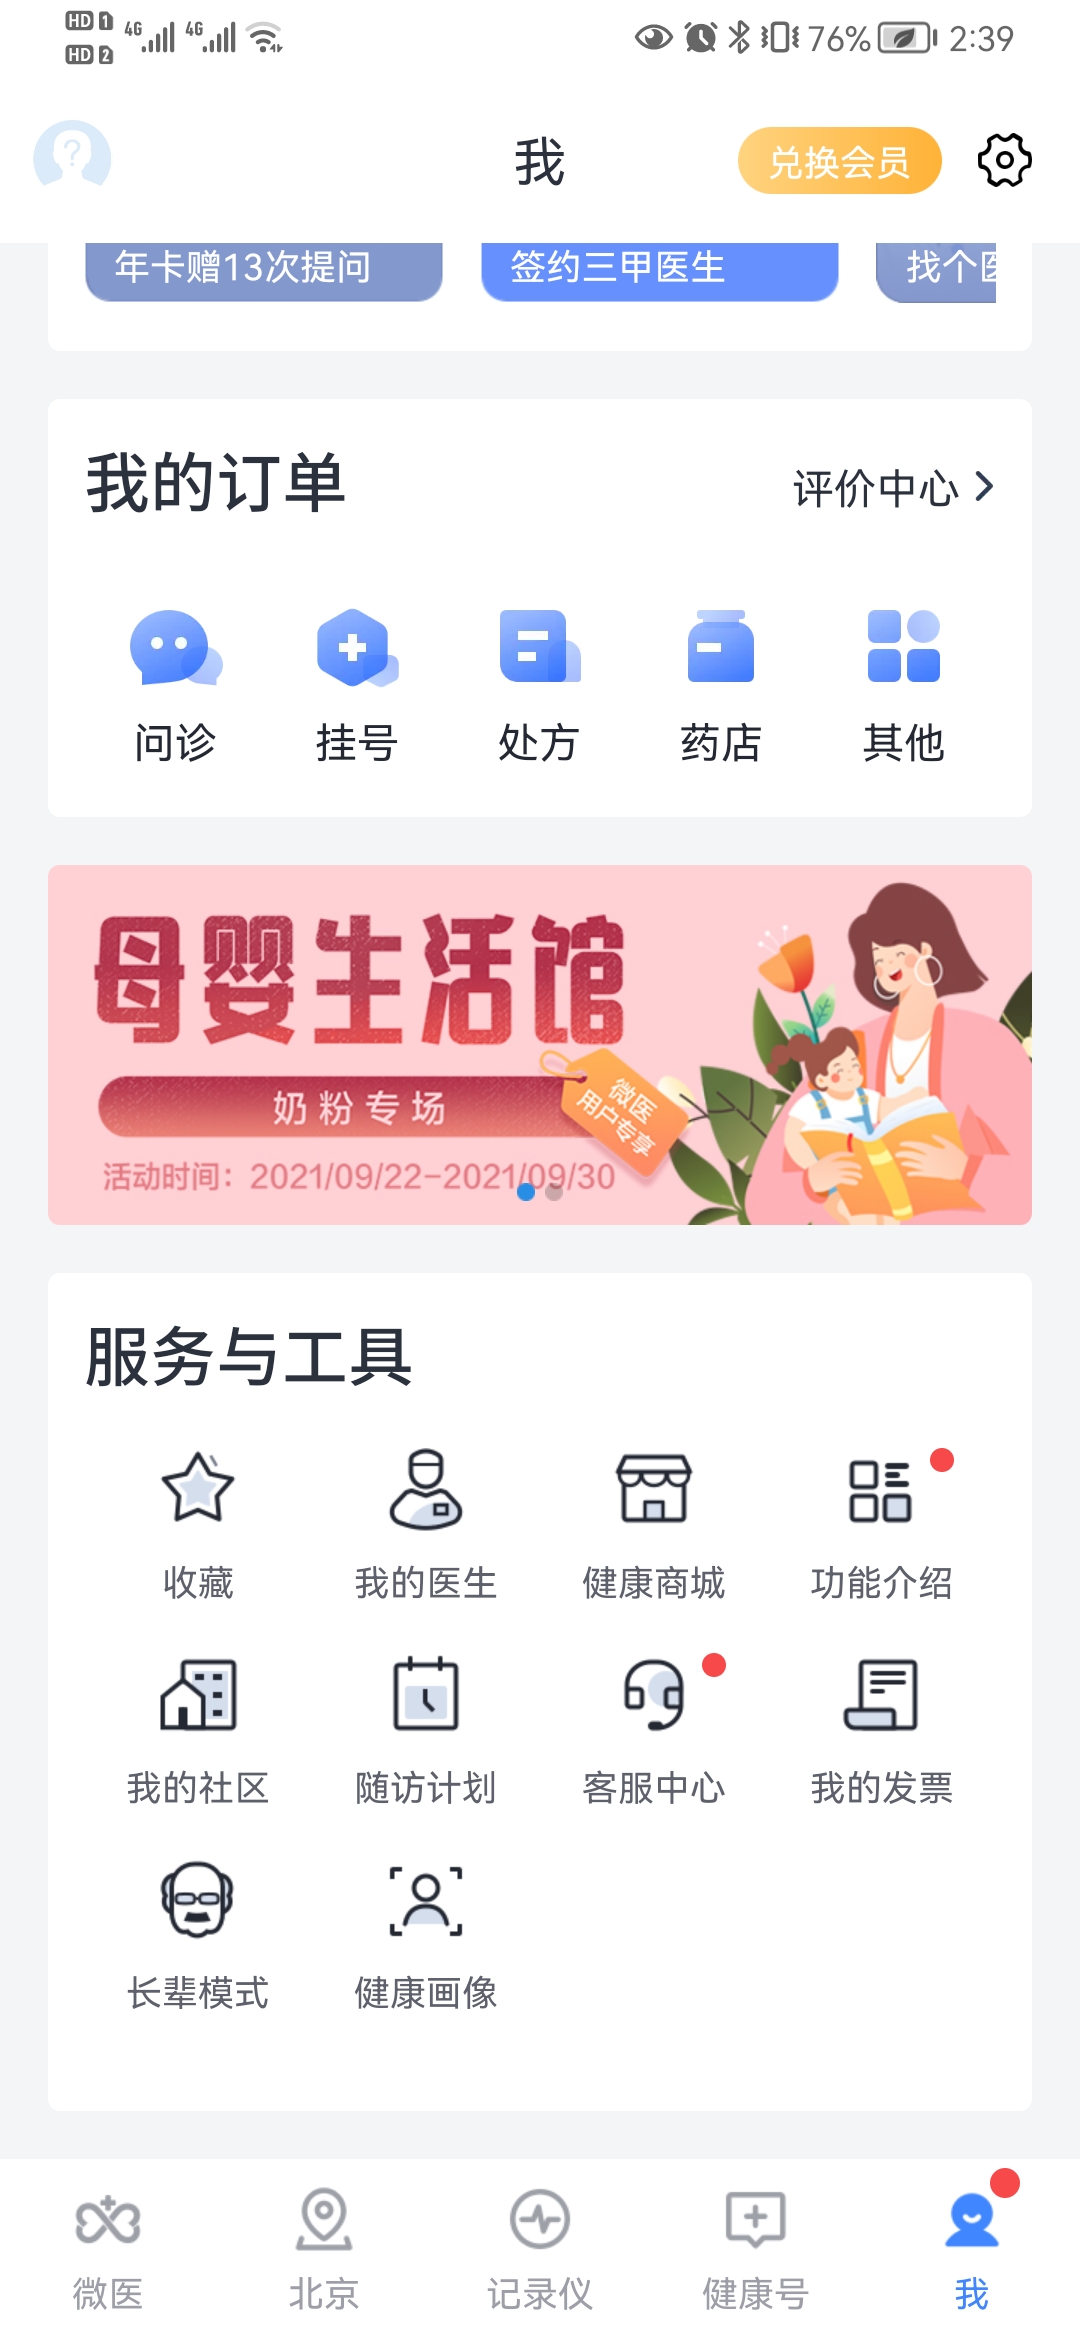 HD 1 4G 4G 76% 2:39
HD 2
我 兑换会员
年卡赠13次提问 签约三甲医生 找个医
我的订单 评价中心
问诊 挂号 处方 药店 其他
母婴生活馆
奶粉专场
微医
用户专享
活动时间：2021/09/22-2021/09/30
服务与工具
收藏 我的医生 健康商城 功能介绍
我的社区 随访计划 客服中心 我的发票
长辈模式 健康画像
微医 北京 记录仪 健康号 我